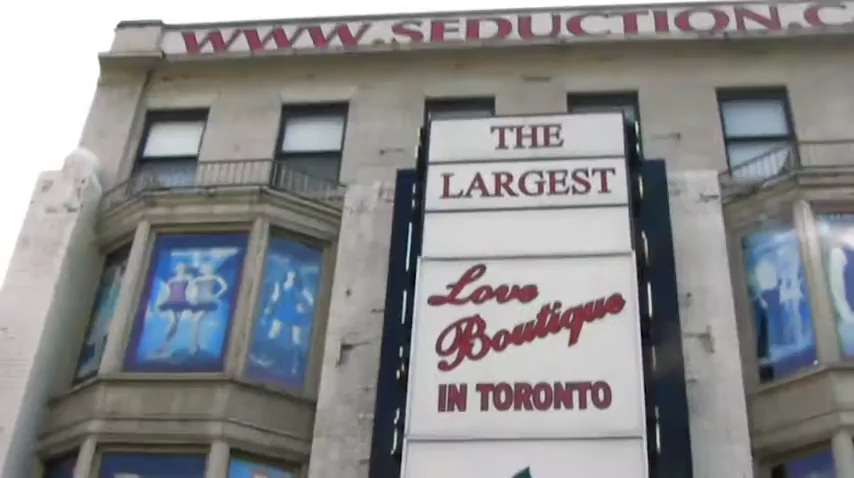 WWW.SEDUCTION.C
THE
LARGEST
Love
Boutique
IN TORONTO